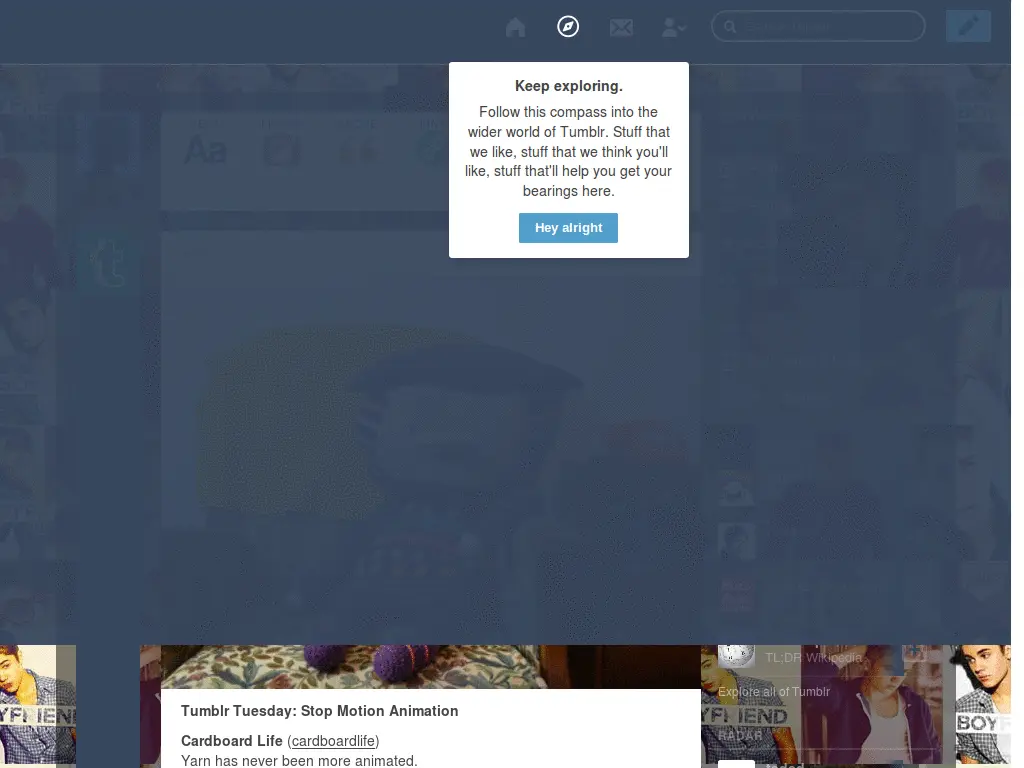 Keep exploring.
Follow this compass into the
wider world of Tumblr. Stuff that
we like, stuff that we think you'll
like, stuff that'll help you get your
bearings here.
Hey alright
Aa
t
TL;DR Wikipedia
Explore all of Tumblr
YFRIEND
YFRIEND
BOYF
RADAR
Tumblr Tuesday: Stop Motion Animation
Cardboard Life (cardboardlife)
Yarn has never been more animated.